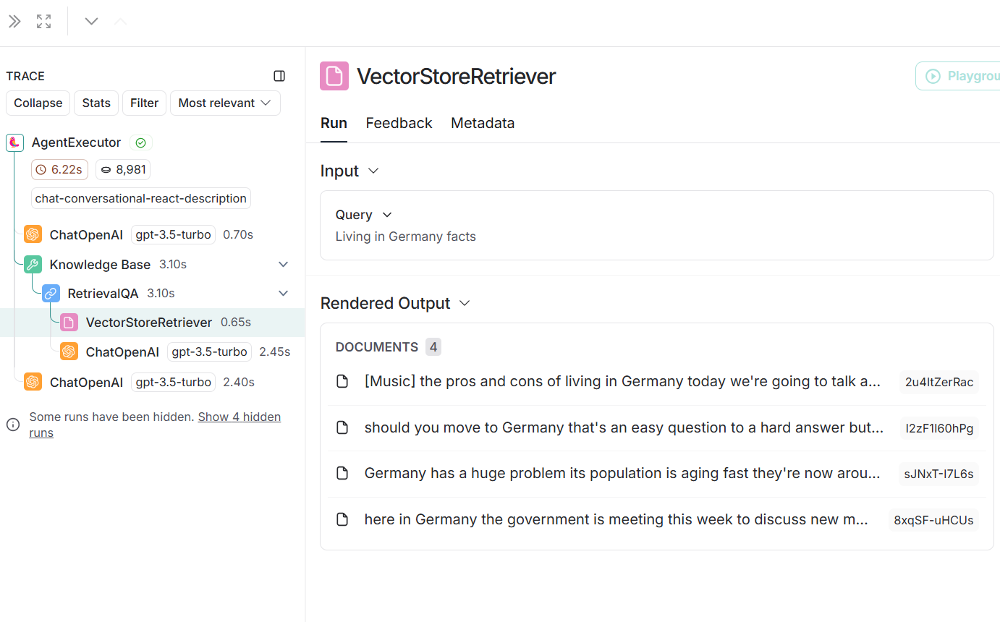 TRACE
Collapse Stats Filter Most relevant
AgentExecutor
6.22s 8,981
chat-conversational-react-description
ChatOpenAI gpt-3.5-turbo 0.70s
Knowledge Base 3.10s
RetrievalQA 3.10s
VectorStoreRetriever 0.65s
ChatOpenAI gpt-3.5-turbo 2.45s
ChatOpenAI gpt-3.5-turbo 2.40s
Some runs have been hidden. Show 4 hidden
runs
VectorStoreRetriever
Playgrou
Run Feedback Metadata
Input
Query
Living in Germany facts
Rendered Output
DOCUMENTS 4
[Music] the pros and cons of living in Germany today we're going to talk a... 2u4ltZerRac
should you move to Germany that's an easy question to a hard answer but... I2zF1I60hPg
Germany has a huge problem its population is aging fast they're now arou... sJNxT-I7L6s
here in Germany the government is meeting this week to discuss new m... 8xqSF-uHCUs